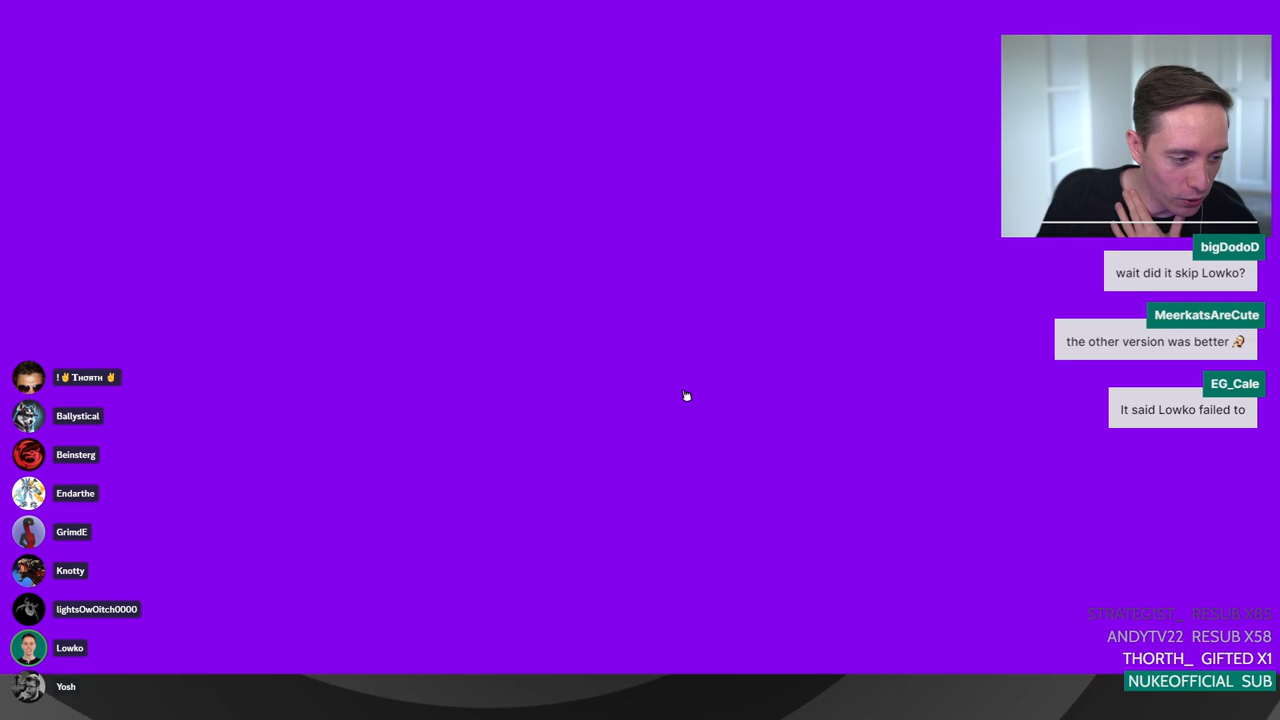 bigDodoD
wait did it skip Lowko?
MeerkatsAreCute
the other version was better
EG_Cale
It said Lowko failed to
!✌Tʜσятʜ ✌
Ballystical
Beinsterg
Endarthe
GrimdE
Knotty
lightsOwOitch0000
Lowko
Yosh
STRATEG1ST_ RESUB X85
ANDYTV22 RESUB X58
THORTH_ GIFTED X1
NUKEOFFICIAL SUB